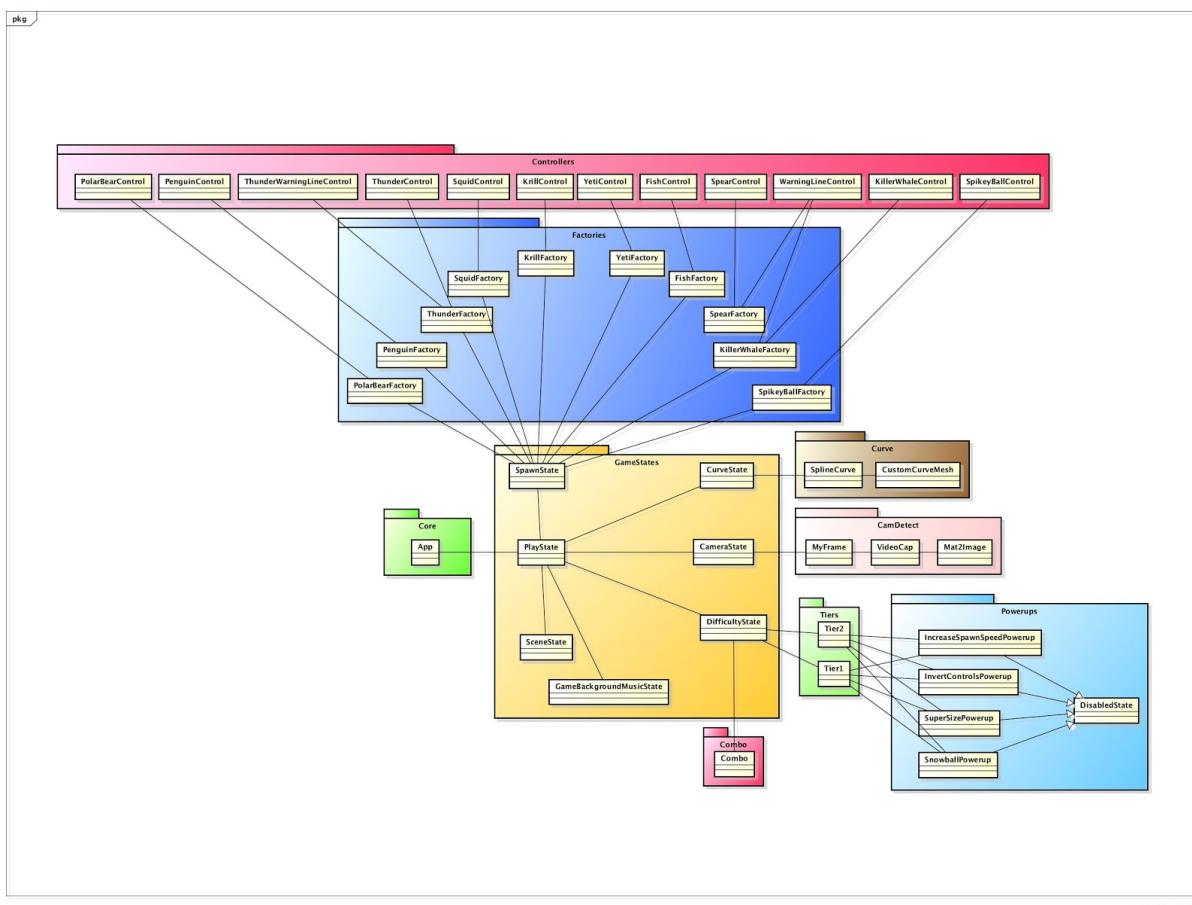 pkg
Controllers
PolarBearControl PenguinControl ThunderWarningLineControl ThunderControl SquidControl KrillControl YetiControl FishControl SpearControl WarningLineControl KillerWhaleControl SpikeyBallControl
Factories
KrillFactory YetiFactory
SquidFactory FishFactory
ThunderFactory SpearFactory
PenguinFactory KillerWhaleFactory
PolarBearFactory SpikeyBallFactory
GameStates
SpawnState CurveState
PlayState CameraState
DifficultyState
SceneState
GameBackgroundMusicState
Curve
SplineCurve CustomCurveMesh
Core
App
CamDetect
MyFrame VideoCap Mat2Image
Tiers
Tier2
Tier1
Powerups
IncreaseSpawnSpeedPowerup
InvertControlsPowerup
DisabledState
SuperSizePowerup
SnowballPowerup
Combo
Combo